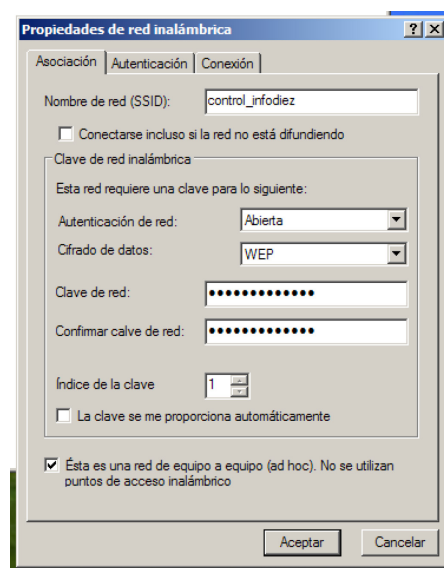 Propiedades de red inalámbrica
Asociación Autenticación Conexión
Nombre de red (SSID): control_infodiez
Conectarse incluso si la red no está difundiendo
Clave de red inalámbrica
Esta red requiere una clave para lo siguiente:
Autenticación de red: Abierta
Cifrado de datos: WEP
Clave de red: •••••••••••••
Confirmar calve de red: •••••••••••••
Índice de la clave 1
La clave se me proporciona automáticamente
Ésta es una red de equipo a equipo (ad hoc). No se utilizan
puntos de acceso inalámbrico
Aceptar Cancelar